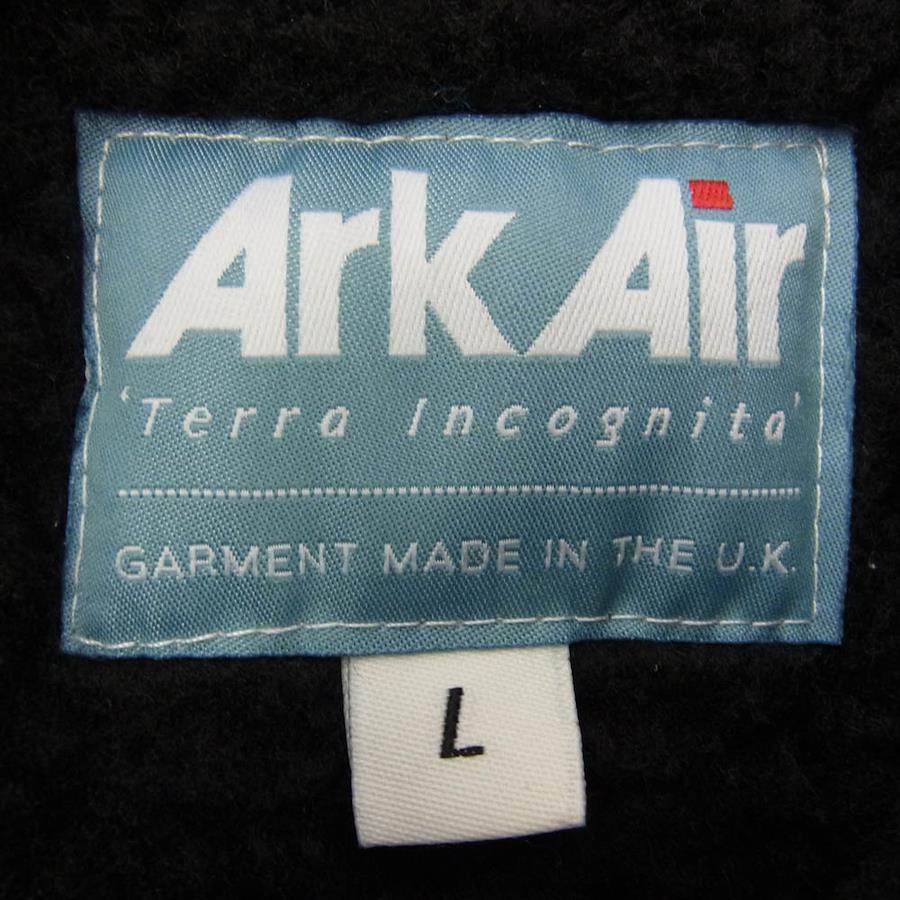 Ark Air
'Terra Incognita'
GARMENT MADE IN THE U.K.
L